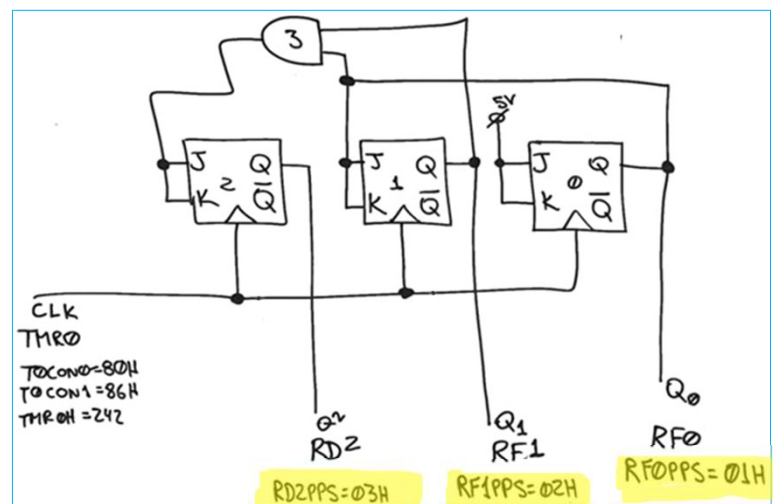 3
5V
J Q
2
K Q̅
J Q
1
K Q̅
J Q
0
K Q̅
CLK
TMR0
T0CON0=80H
T0CON1=86H
TMR0H=242
Q2
RD2
RD2PPS=03H
Q1
RF1
RF1PPS=02H
Q0
RF0
RF0PPS=01H